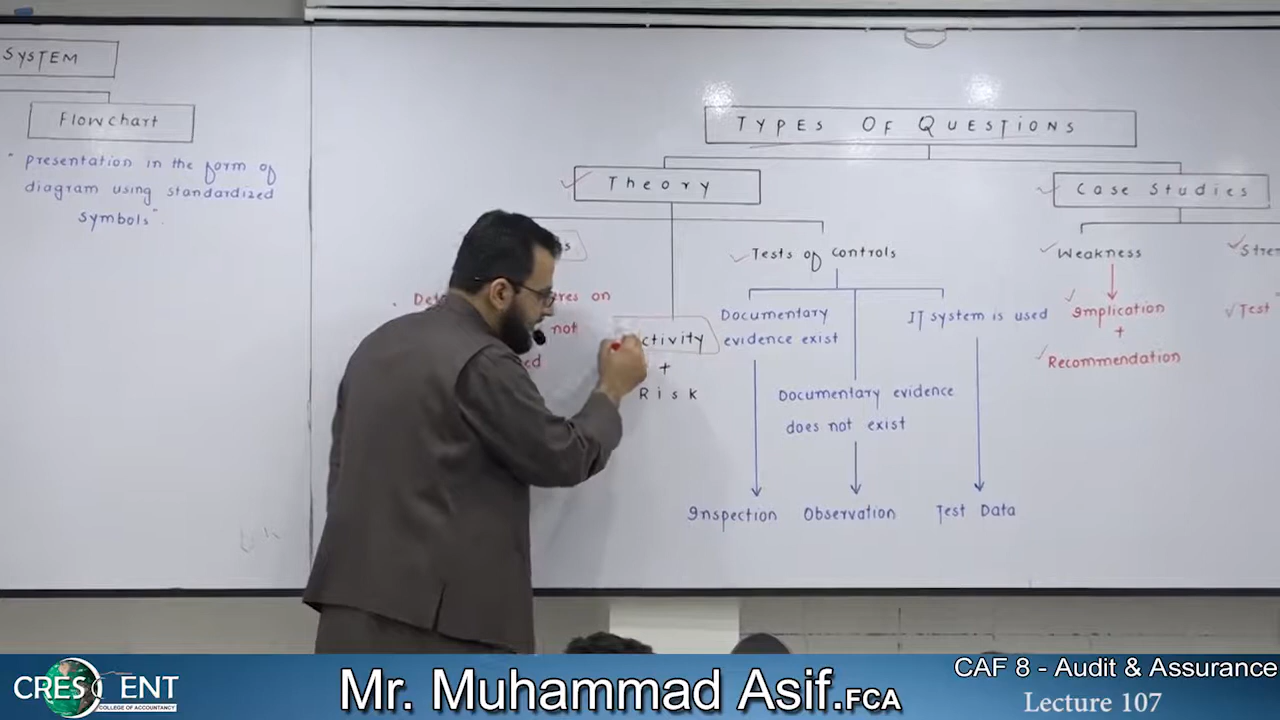 SYSTEM
Flowchart
" presentation in the form of
diagram using standardized
symbols"
TYPES OF QUESTIONS
Theory
Case Studies
Tests of controls
Documentary
evidence exist
Documentary evidence
does not exist
IT system is used
Inspection
Observation
Test Data
on
not
+
Risk
Weakness
Implication
+
Recommendation
Test
CRESCENT
COLLEGE OF ACCOUNTANCY
Mr. Muhammad Asif.FCA
CAF 8 - Audit & Assurance
Lecture 107